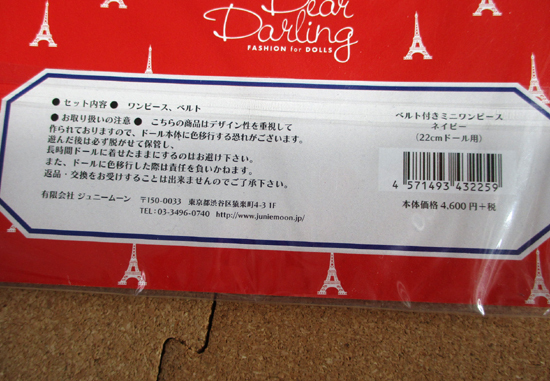 Dear
Darling
FASHION for DOLLS
● セット内容 ● ワンピース、ベルト
● お取り扱いの注意 ● こちらの商品はデザイン性を重視して
作られておりますので、ドール本体に色移行する恐れがございます。
遊んだ後は必ず脱がせて保管し、
長時間ドールに着せたままにするのはお避け下さい。
また、ドールに色移行した際は責任を負いかねます。
返品・交換をお受けすることは出来ませんのでご了承下さい。
有限会社 ジュニームーン 〒150-0033 東京都渋谷区猿楽町4-3 1F
TEL: 03-3496-0740 http://www.juniemoon.jp/
ベルト付きミニワンピース
ネイビー
(22cmドール用)
4 571493 432259
本体価格 4,600円+税